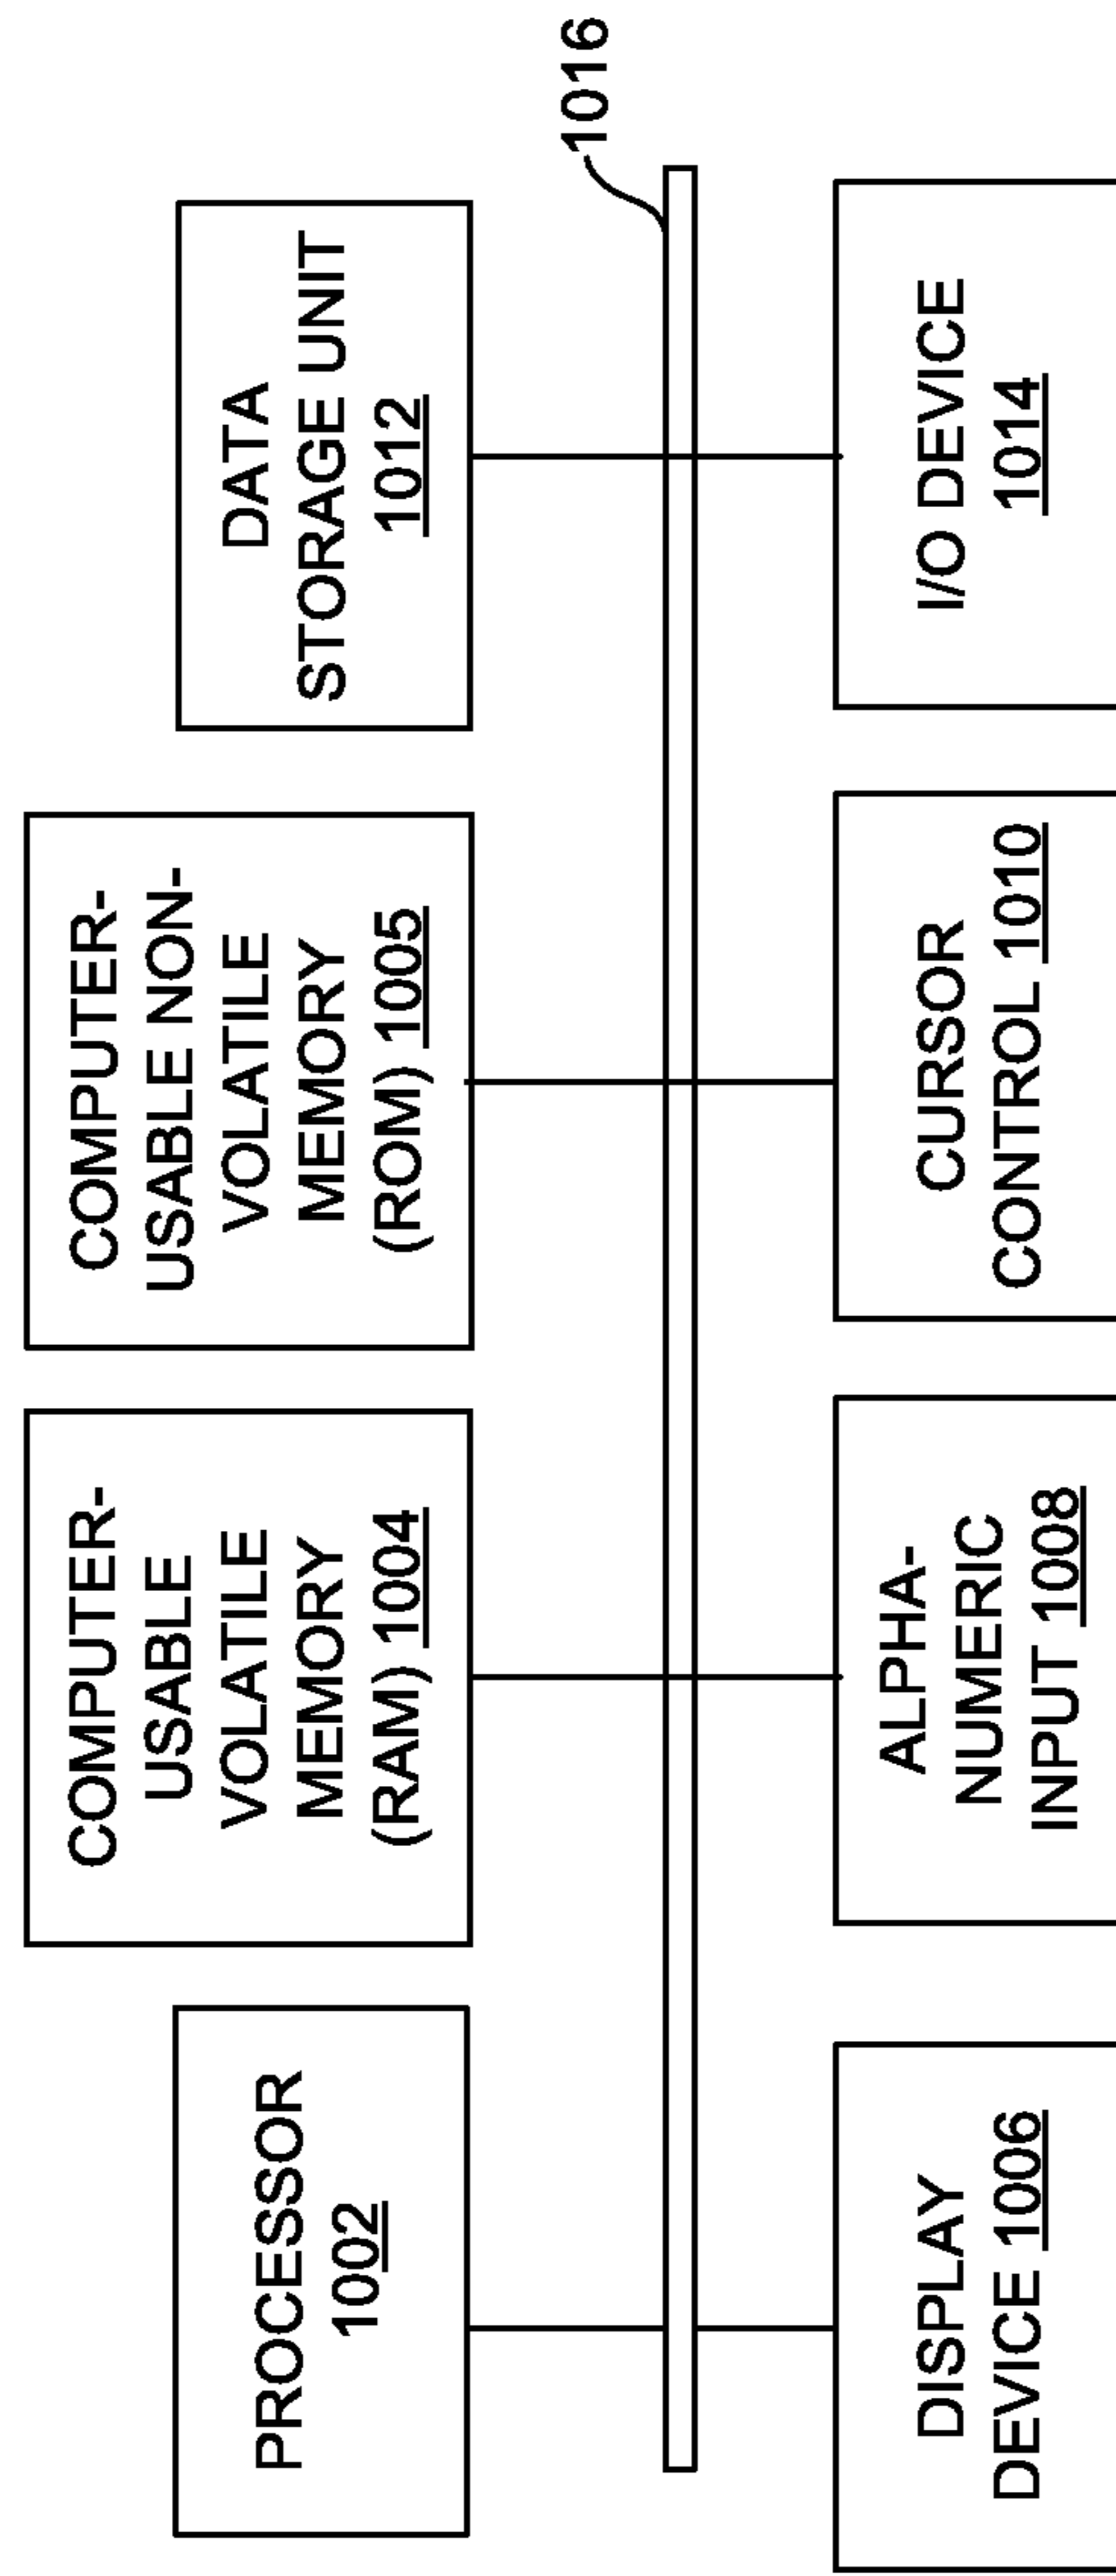 PROCESSOR
1002
COMPUTER-
USABLE
VOLATILE
MEMORY
(RAM) 1004
COMPUTER-
USABLE NON-
VOLATILE
MEMORY
(ROM) 1005
DATA
STORAGE UNIT
1012
1016
DISPLAY
DEVICE 1006
ALPHA-
NUMERIC
INPUT 1008
CURSOR
CONTROL 1010
I/O DEVICE
1014